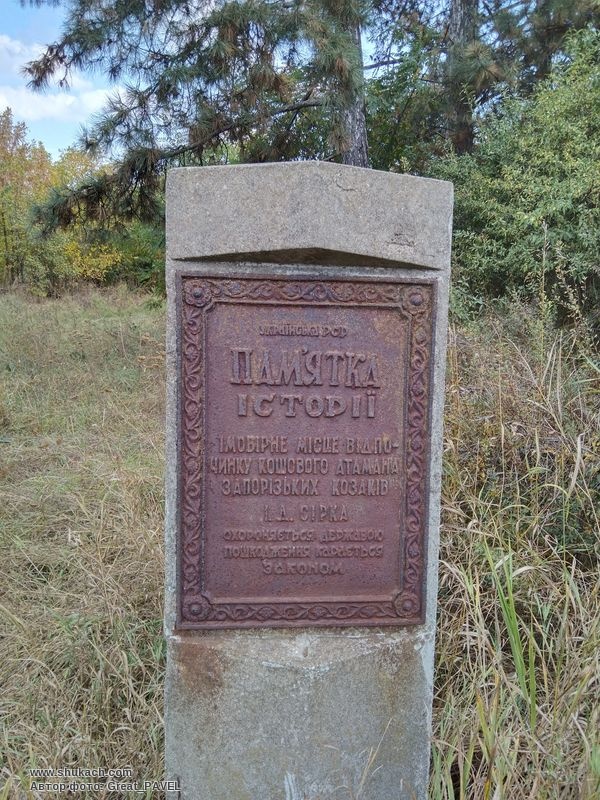 УКРАЇНСЬКА РСР
ПАМ'ЯТКА
ІСТОРІЇ
ІМОВІРНЕ МІСЦЕ ВІДПО-
ЧИНКУ КОШОВОГО АТАМАНА
ЗАПОРІЗЬКИХ КОЗАКІВ
І. Д. СІРКА
ОХОРОНЯЄТЬСЯ ДЕРЖАВОЮ
ПОШКОДЖЕННЯ КАРАЄТЬСЯ
ЗАКОНОМ
www.shukach.com
Автор фото: Great_PAVEL